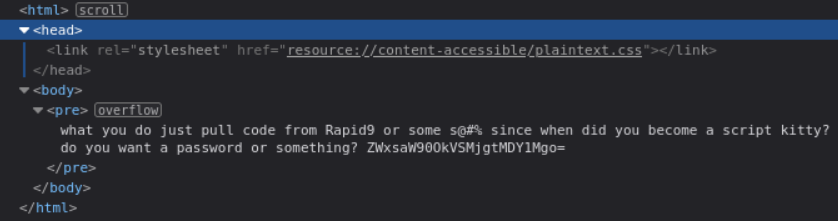 <html> scroll
<head>
<link rel="stylesheet" href="resource://content-accessible/plaintext.css"></link>
</head>
<body>
<pre> overflow
what you do just pull code from Rapid9 or some s@#% since when did you become a script kitty?
do you want a password or something? ZWxsaW90OkVSMjgtMDY1Mgo=
</pre>
</body>
</html>